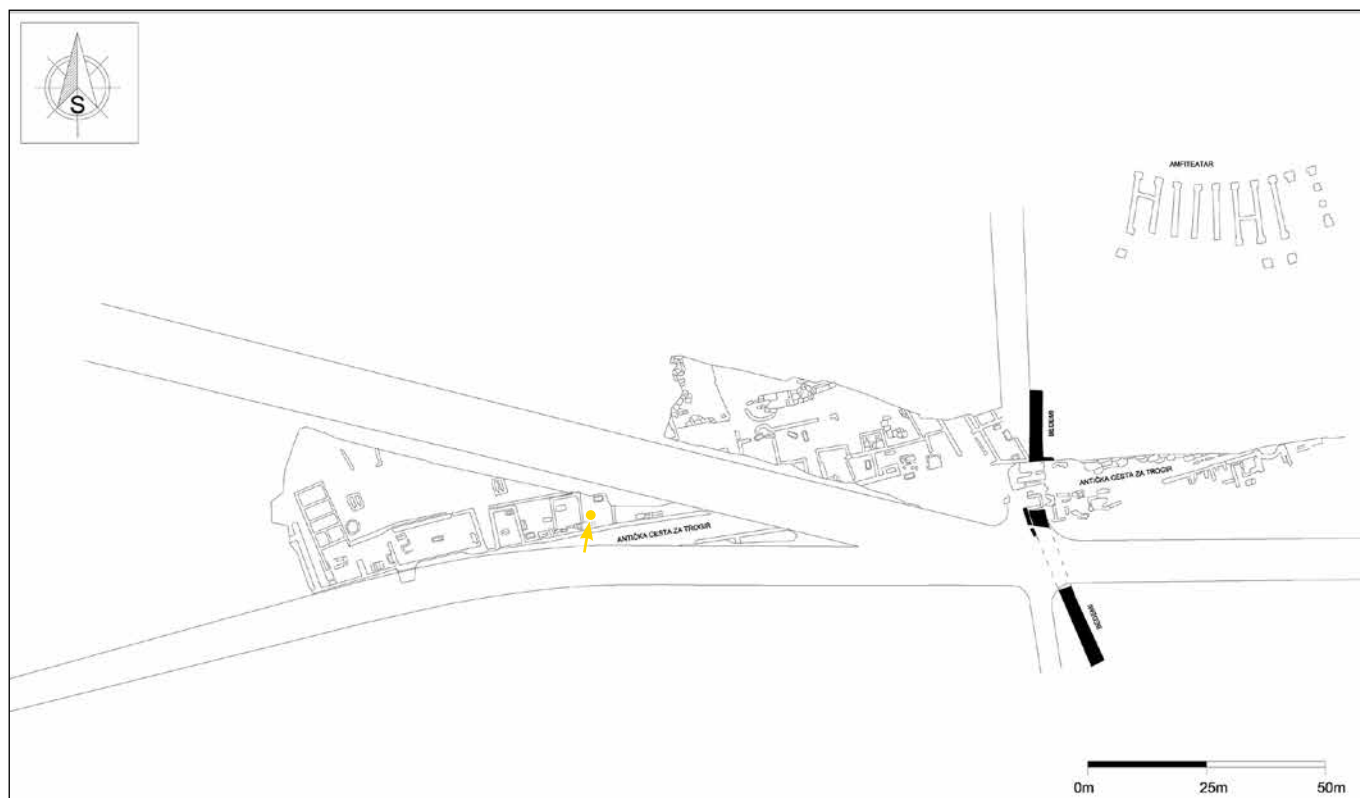 S
AMFITEATAR
BEDEMI
ANTIČKA CESTA ZA TROGIR
ANTIČKA CESTA ZA TROGIR
BEDEMI
0m 25m 50m